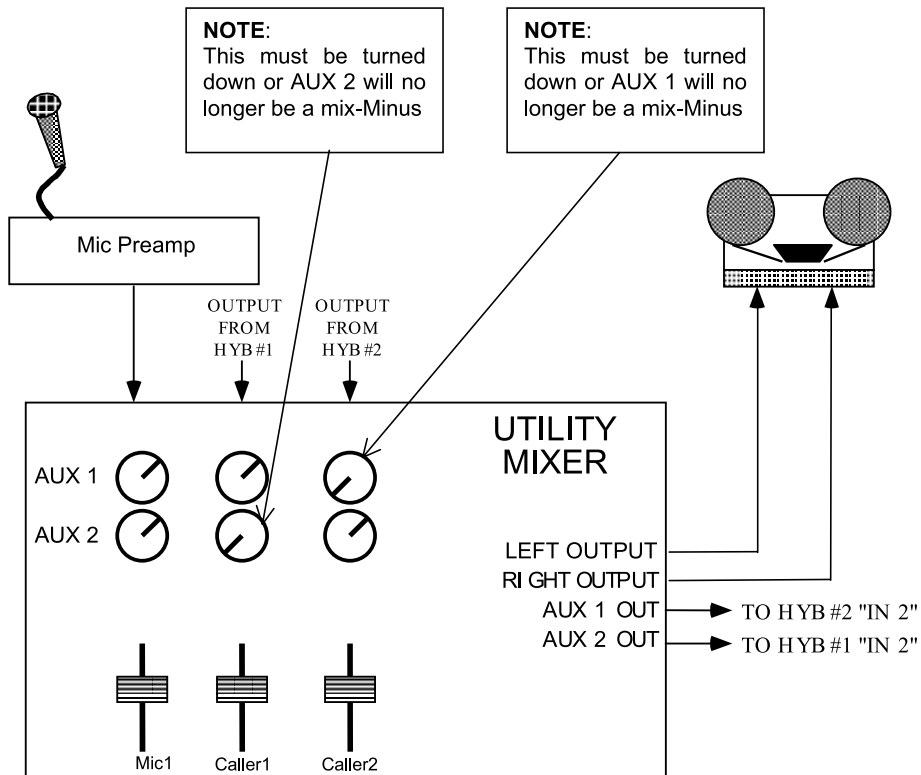 NOTE:
This must be turned
down or AUX 2 will no
longer be a mix-Minus
NOTE:
This must be turned
down or AUX 1 will no
longer be a mix-Minus
Mic Preamp
OUTPUT
FROM
HYB #1
OUTPUT
FROM
HYB #2
UTILITY
MIXER
AUX 1
AUX 2
LEFT OUTPUT
RIGHT OUTPUT
AUX 1 OUT
TO HYB #2 "IN 2"
AUX 2 OUT
TO HYB #1 "IN 2"
Mic1
Caller1
Caller2